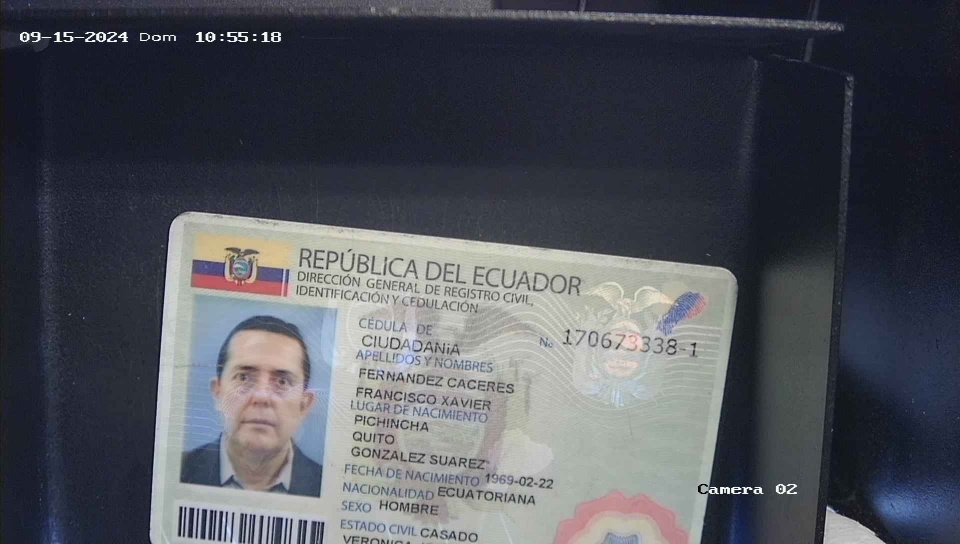 09-15-2024 Dom 10:55:18
REPÚBLICA DEL ECUADOR
DIRECCIÓN GENERAL DE REGISTRO CIVIL,
IDENTIFICACIÓN Y CEDULACIÓN
CÉDULA DE
CIUDADANÍA
No 170673338-1
APELLIDOS Y NOMBRES
FERNANDEZ CACERES
FRANCISCO XAVIER
LUGAR DE NACIMIENTO
PICHINCHA
QUITO
GONZALEZ SUAREZ
FECHA DE NACIMIENTO 1969-02-22
NACIONALIDAD ECUATORIANA
SEXO HOMBRE
ESTADO CIVIL CASADO
Camera 02